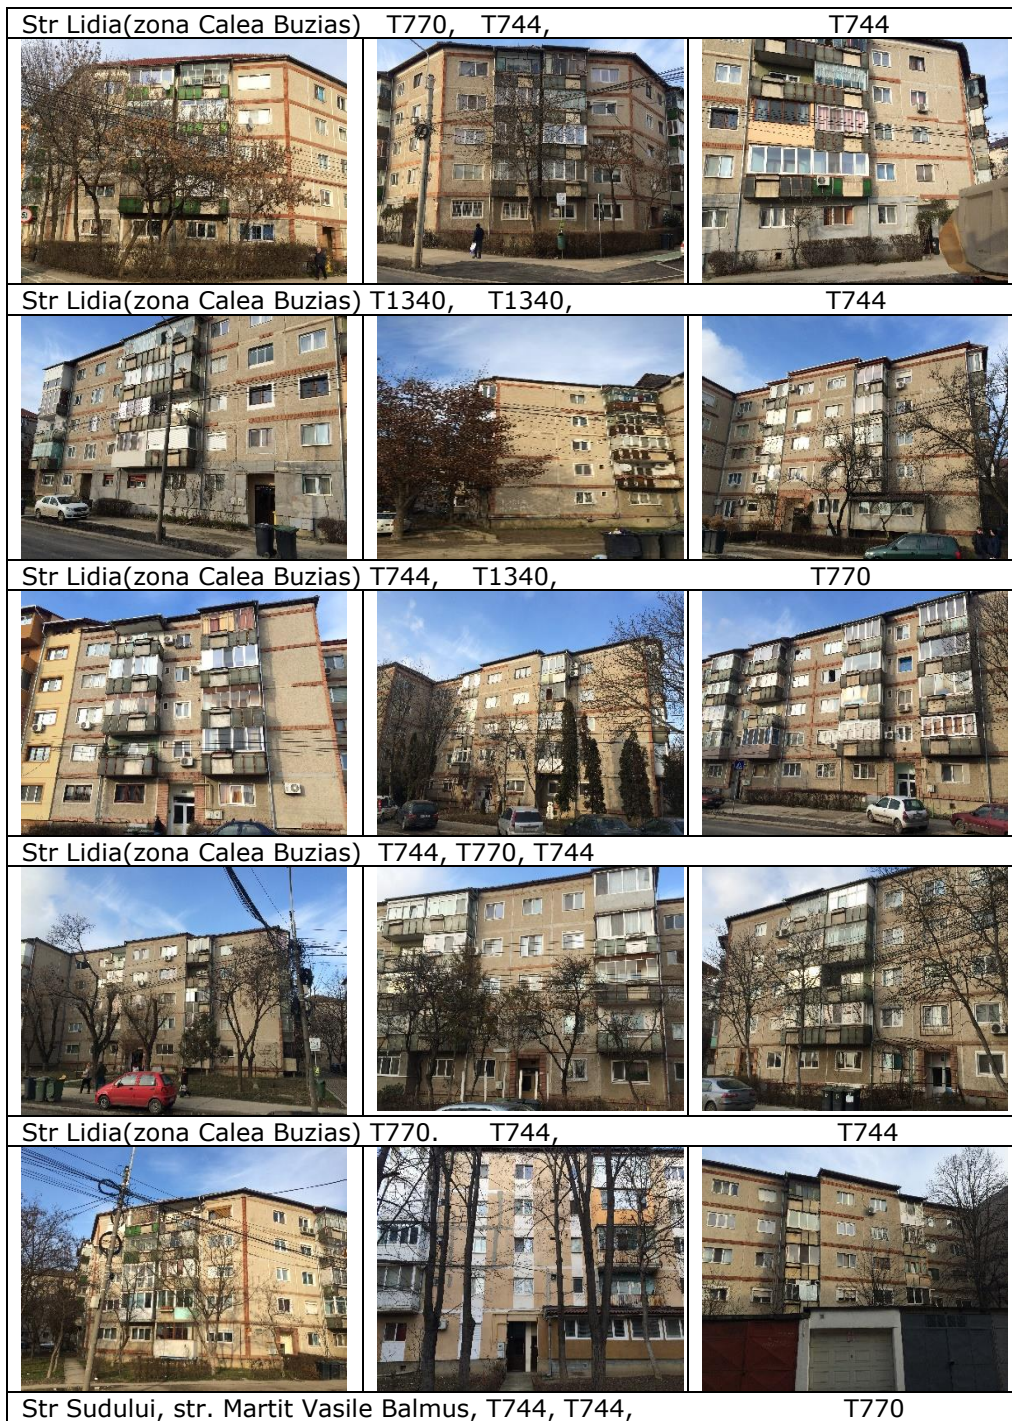 Str Lidia(zona Calea Buzias) T770, T744, T744
Str Lidia(zona Calea Buzias) T1340, T1340, T744
Str Lidia(zona Calea Buzias) T744, T1340, T770
Str Lidia(zona Calea Buzias) T744, T770, T744
Str Lidia(zona Calea Buzias) T770. T744, T744
Str Sudului, str. Martit Vasile Balmus, T744, T744, T770